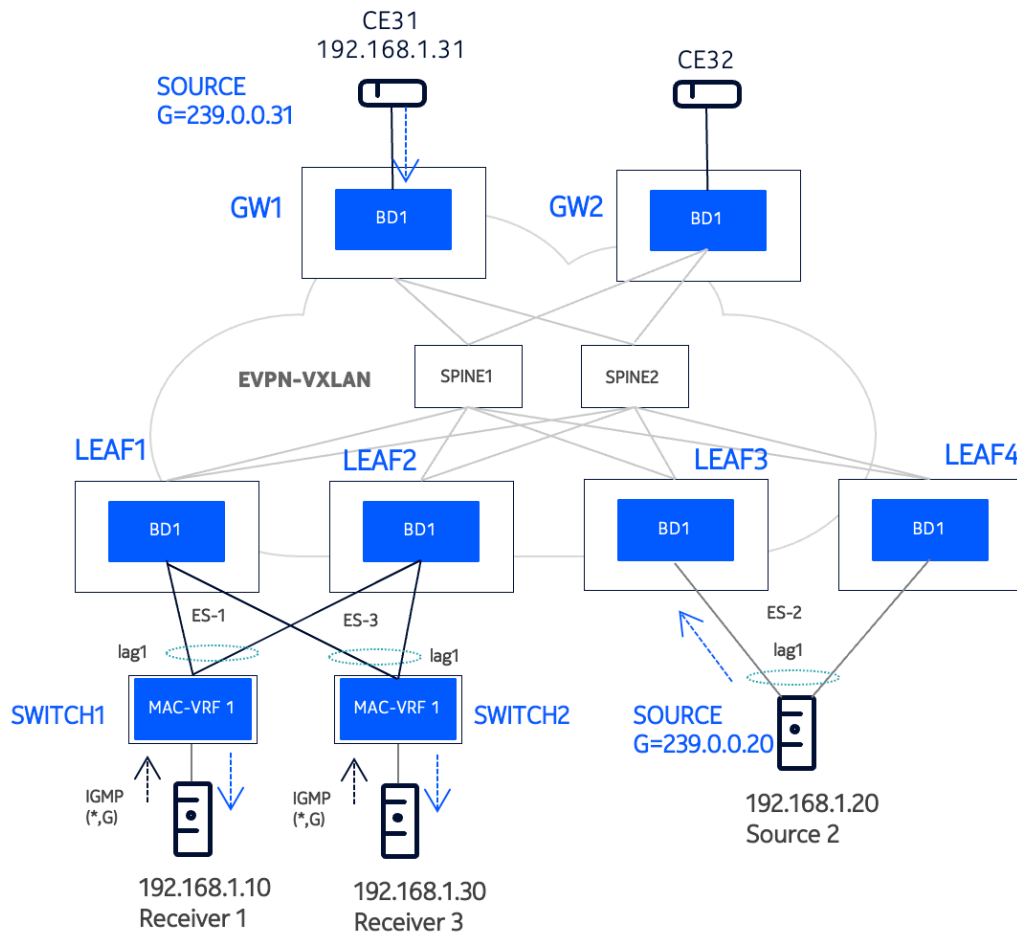 CE31
192.168.1.31
CE32
SOURCE
G=239.0.0.31
GW1
BD1
GW2
BD1
EVPN-VXLAN
SPINE1
SPINE2
LEAF1
LEAF2
LEAF3
LEAF4
BD1
BD1
BD1
BD1
ES-1
ES-3
ES-2
lag1
lag1
lag1
SWITCH1
MAC-VRF 1
MAC-VRF 1
SWITCH2
SOURCE
G=239.0.0.20
IGMP
(*,G)
IGMP
(*,G)
192.168.1.20
Source 2
192.168.1.10
Receiver 1
192.168.1.30
Receiver 3